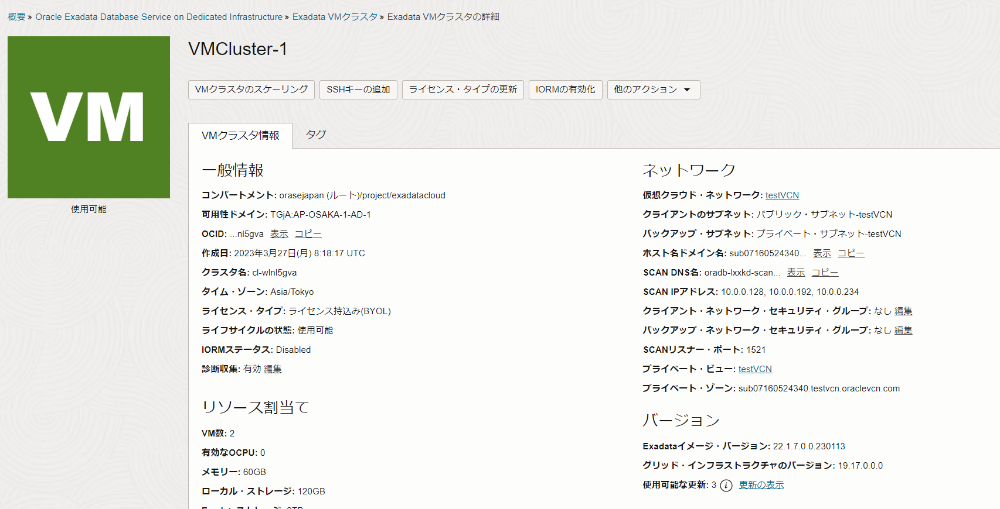 概要 » Oracle Exadata Database Service on Dedicated Infrastructure » Exadata VMクラスタ » Exadata VMクラスタの詳細
VM
使用可能
VMCluster-1
VMクラスタのスケーリング SSHキーの追加 ライセンス・タイプの更新 IORMの有効化 他のアクション
VMクラスタ情報 タグ
一般情報
コンパートメント: orasejapan (ルート)/project/exadatacloud
可用性ドメイン: TGjA:AP-OSAKA-1-AD-1
OCID: ...nl5gva 表示 コピー
作成日: 2023年3月27日(月) 8:18:17 UTC
クラスタ名: cl-wlnl5gva
タイム・ゾーン: Asia/Tokyo
ライセンス・タイプ: ライセンス持込み(BYOL)
ライフサイクルの状態: 使用可能
IORMステータス: Disabled
診断収集: 有効 編集
リソース割当て
VM数: 2
有効なOCPU: 0
メモリー: 60GB
ローカル・ストレージ: 120GB
ネットワーク
仮想クラウド・ネットワーク: testVCN
クライアントのサブネット: パブリック・サブネット-testVCN
バックアップ・サブネット: プライベート・サブネット-testVCN
ホスト名ドメイン名: sub07160524340... 表示 コピー
SCAN DNS名: oradb-lxxkd-scan... 表示 コピー
SCAN IPアドレス: 10.0.0.128, 10.0.0.192, 10.0.0.234
クライアント・ネットワーク・セキュリティ・グループ: なし 編集
バックアップ・ネットワーク・セキュリティ・グループ: なし 編集
SCANリスナー・ポート: 1521
プライベート・ビュー: testVCN
プライベート・ゾーン: sub07160524340.testvcn.oraclevcn.com
バージョン
Exadataイメージ・バージョン: 22.1.7.0.0.230113
グリッド・インフラストラクチャのバージョン: 19.17.0.0.0
使用可能な更新: 3 i 更新の表示